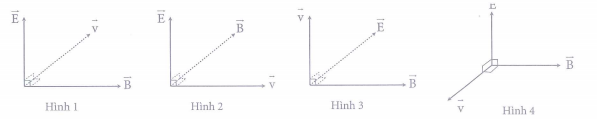 E v B
Hình 1
E B v
Hình 2
v E B
Hình 3
E B v
Hình 4